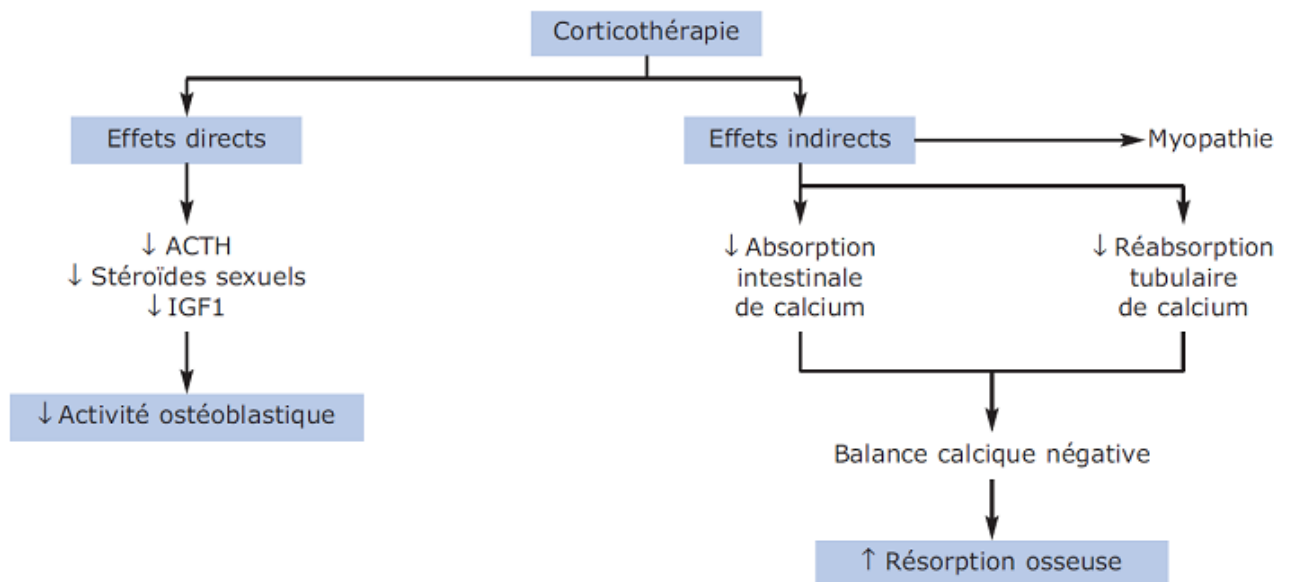 Corticothérapie
Effets directs
Effets indirects
Myopathie
↓ ACTH
↓ Stéroïdes sexuels
↓ IGF1
↓ Absorption
intestinale
de calcium
↓ Réabsorption
tubulaire
de calcium
↓ Activité ostéoblastique
Balance calcique négative
↑ Résorption osseuse